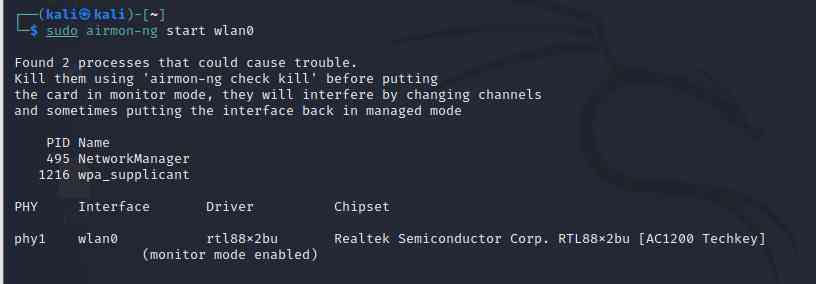 ┌──(kali㉿kali)-[~]
└─$ sudo airmon-ng start wlan0
Found 2 processes that could cause trouble.
Kill them using 'airmon-ng check kill' before putting
the card in monitor mode, they will interfere by changing channels
and sometimes putting the interface back in managed mode
PID Name
495 NetworkManager
1216 wpa_supplicant
PHY Interface Driver Chipset
phy1 wlan0 rtl88×2bu Realtek Semiconductor Corp. RTL88×2bu [AC1200 Techkey]
(monitor mode enabled)